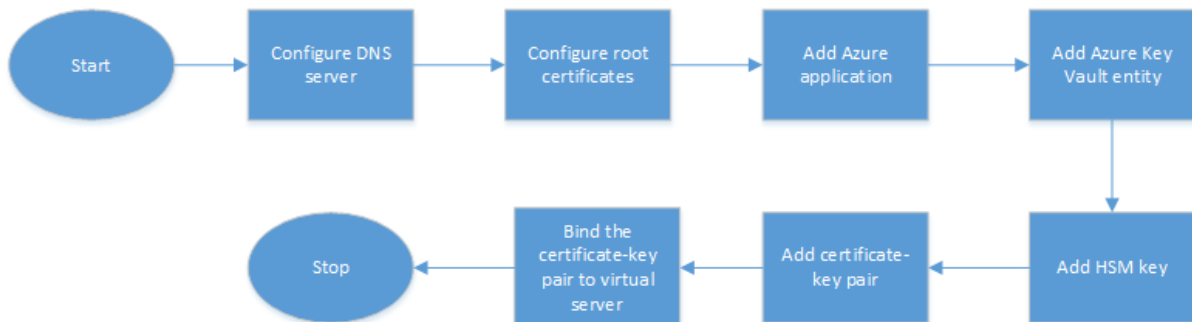 Start
Configure DNS
server
Configure root
certificates
Add Azure
application
Add Azure Key
Vault entity
Add HSM key
Add certificate-
key pair
Bind the
certificate-key
pair to virtual
server
Stop